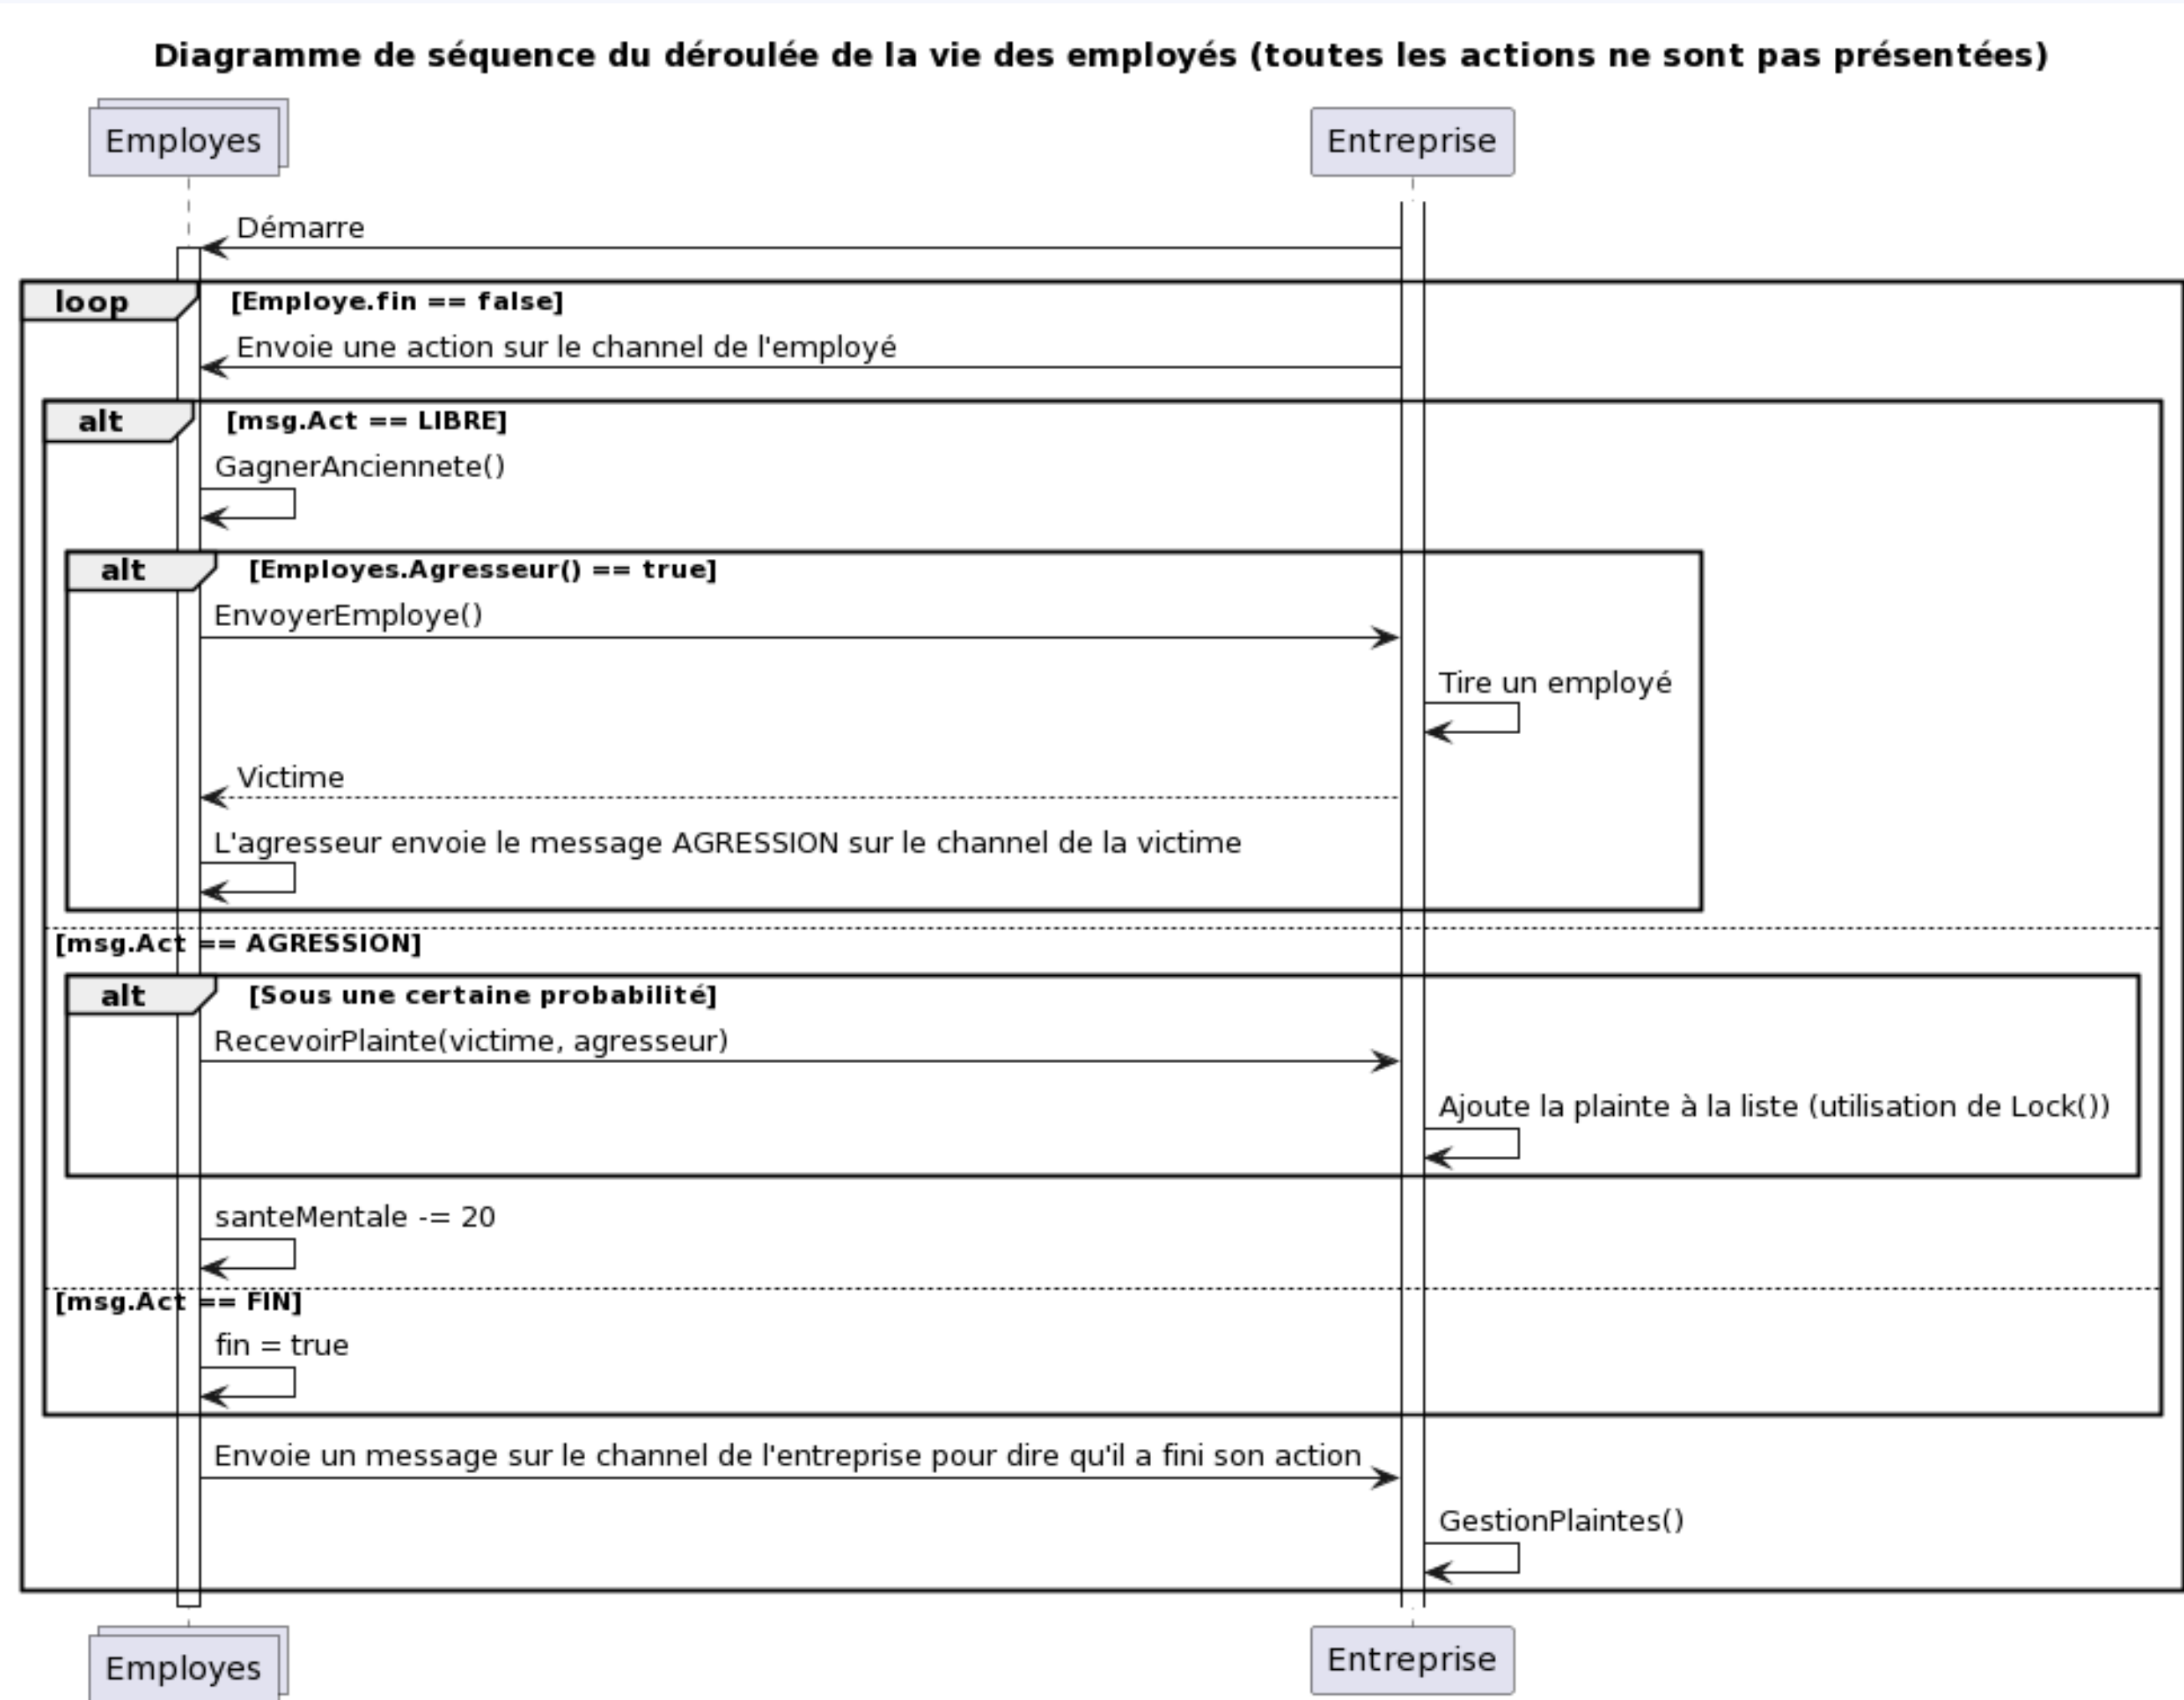 Diagramme de séquence du déroulée de la vie des employés (toutes les actions ne sont pas présentées)
Employes
Entreprise
Démarre
loop
[Employe.fin == false]
Envoie une action sur le channel de l'employé
alt
[msg.Act == LIBRE]
GagnerAnciennete()
alt
[Employes.Agresseur() == true]
EnvoyerEmploye()
Tire un employé
Victime
L'agresseur envoie le message AGRESSION sur le channel de la victime
[msg.Act == AGRESSION]
alt
[Sous une certaine probabilité]
RecevoirPlainte(victime, agresseur)
Ajoute la plainte à la liste (utilisation de Lock())
santeMentale -= 20
[msg.Act == FIN]
fin = true
Envoie un message sur le channel de l'entreprise pour dire qu'il a fini son action
GestionPlaintes()
Employes
Entreprise